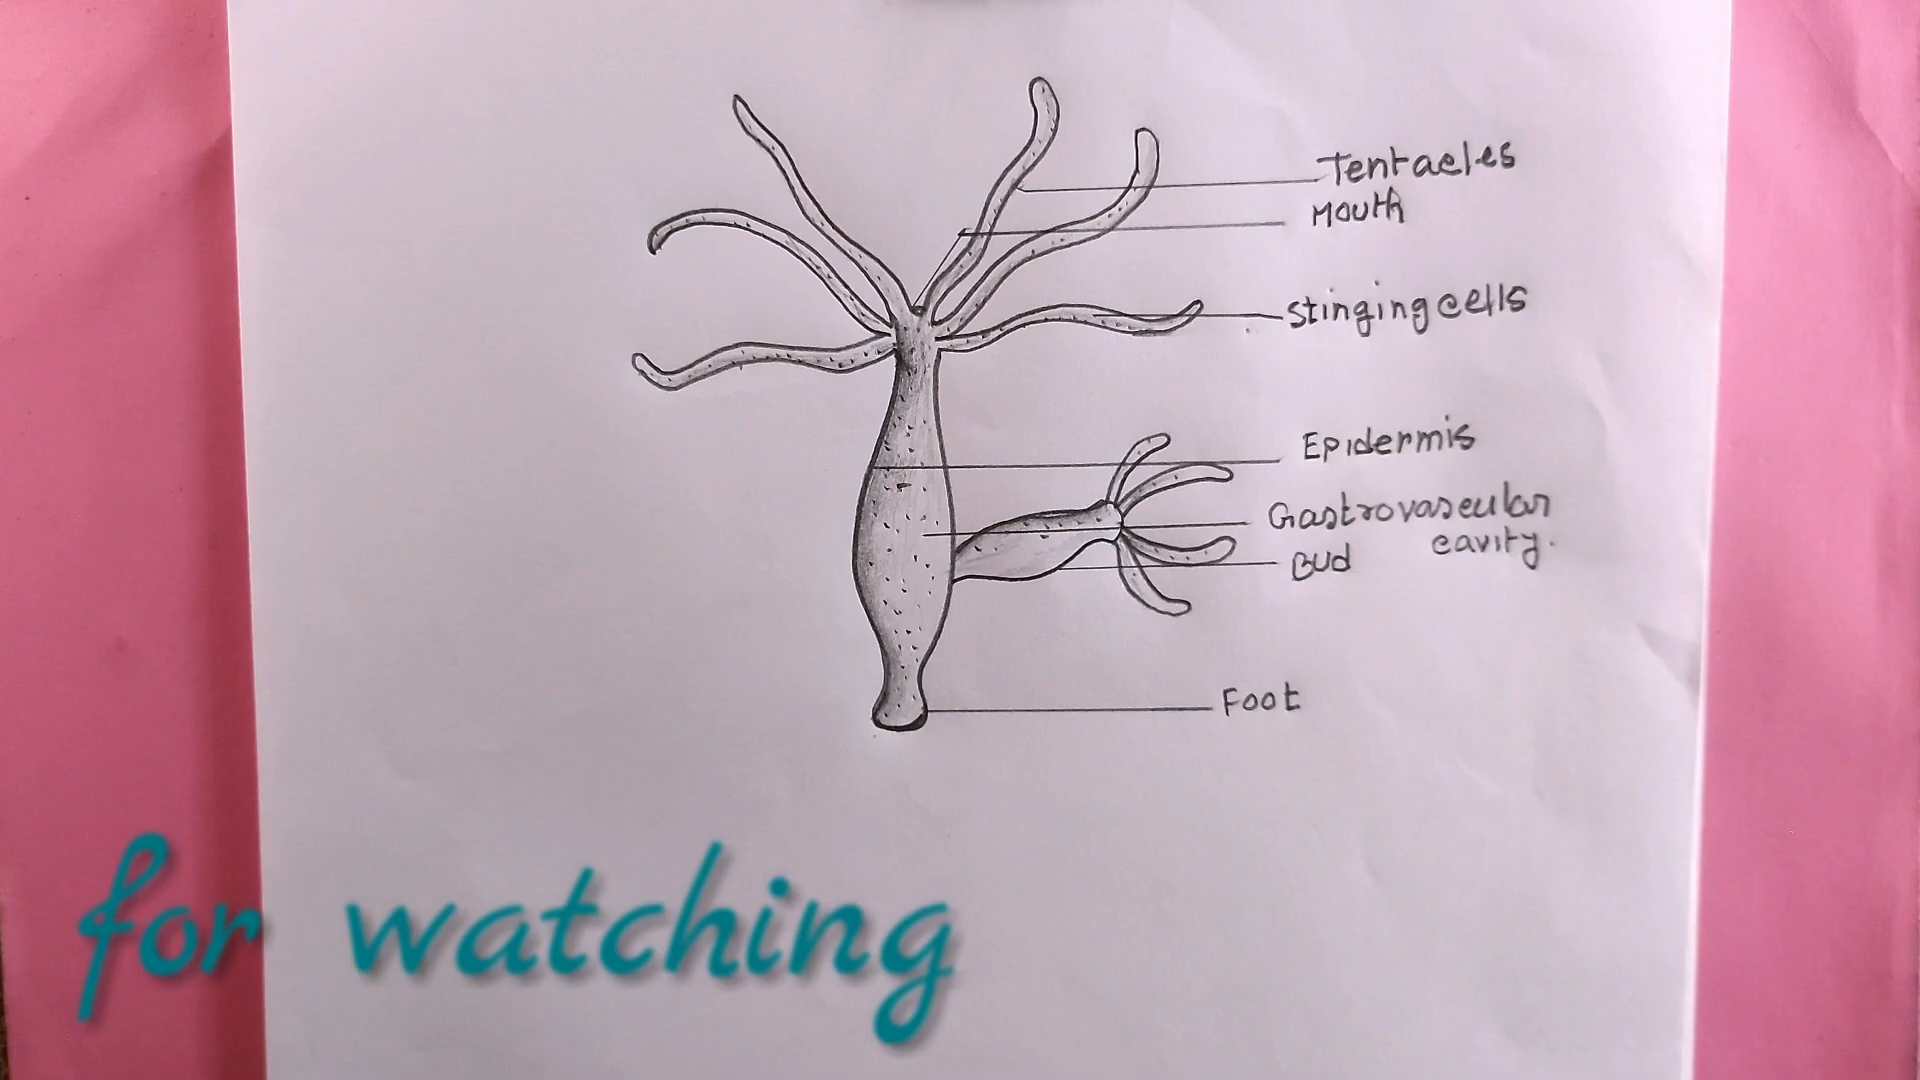 Tentacles
Mouth
stinging cells
Epidermis
Gastrovascular
cavity.
Bud
Foot
for watching